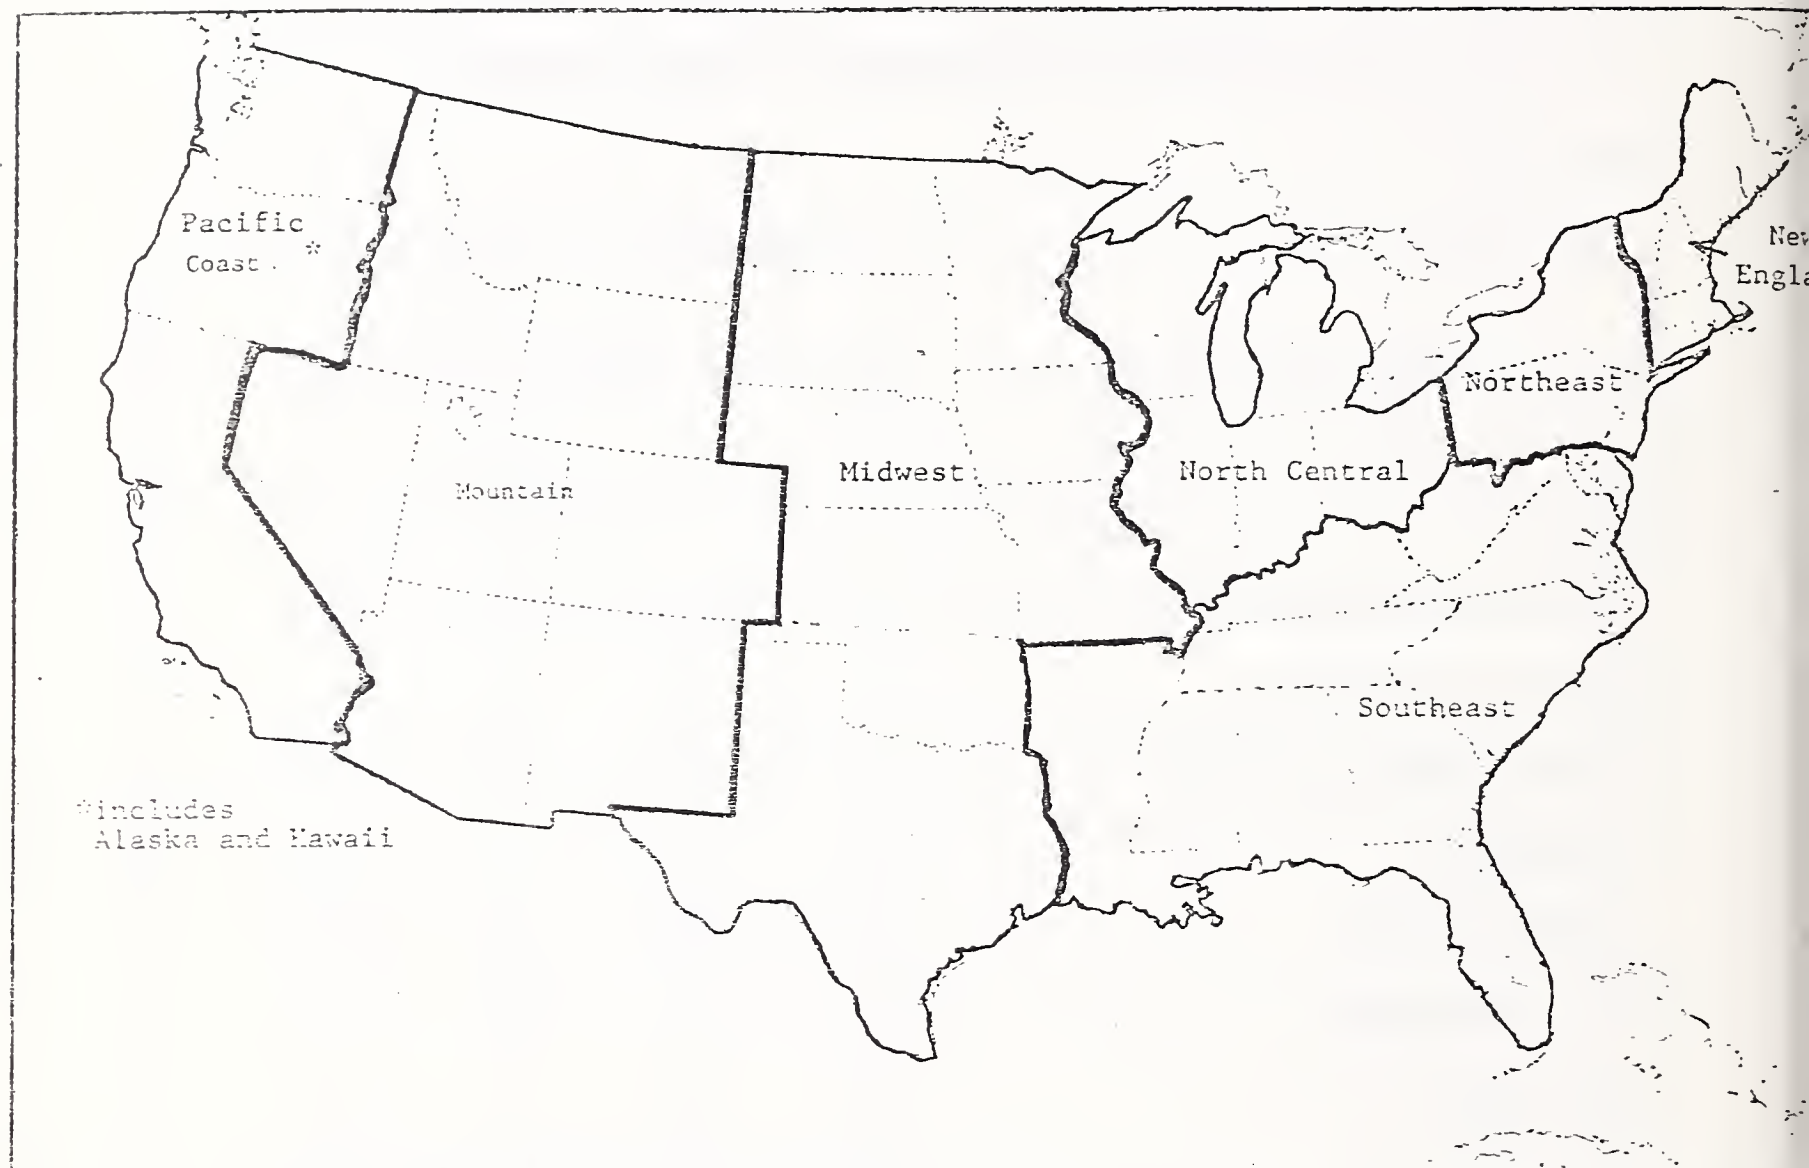 Pacific
Coast *
New
Engla
Northeast
Midwest
North Central
Mountain
Southeast
*includes
Alaska and Hawaii